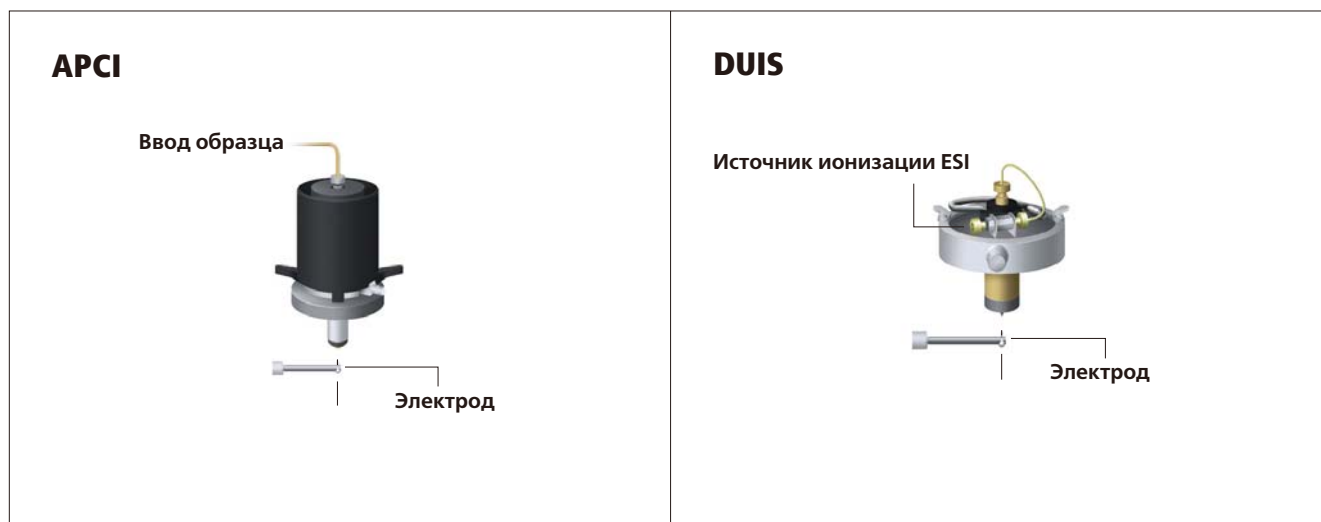 APCI
Ввод образца
Электрод
DUIS
Источник ионизации ESI
Электрод